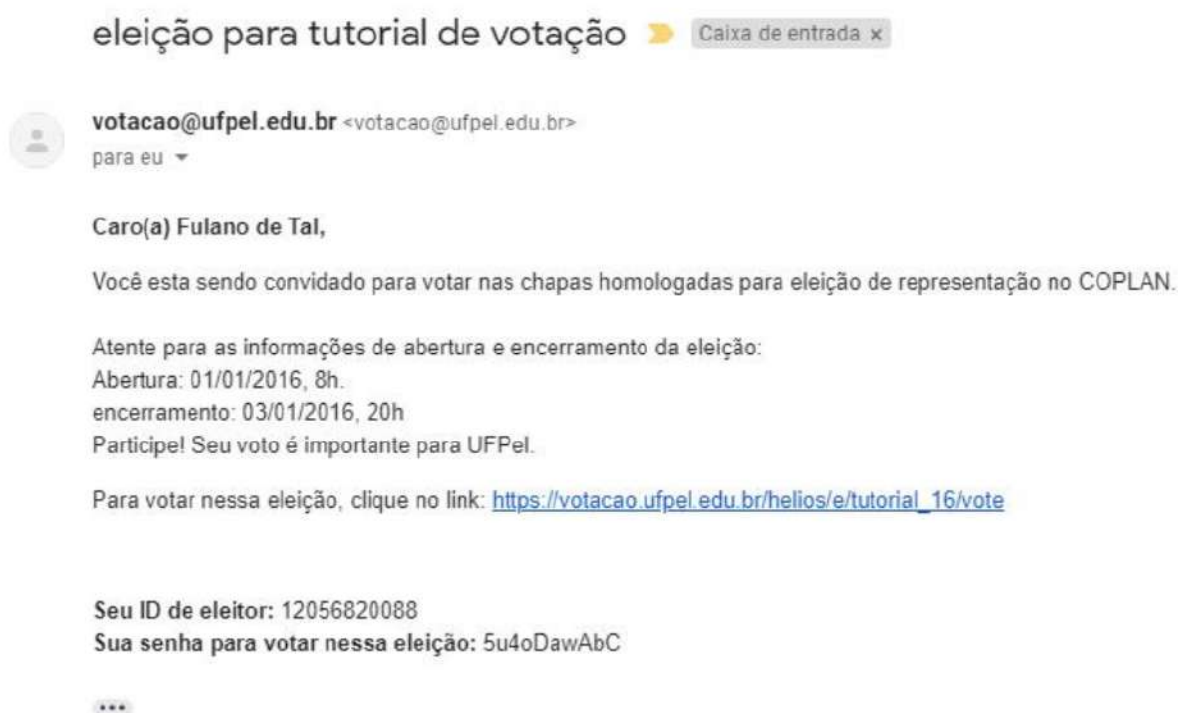 eleição para tutorial de votação Caixa de entrada x
votacao@ufpel.edu.br <votacao@ufpel.edu.br>
para eu
Caro(a) Fulano de Tal,
Você esta sendo convidado para votar nas chapas homologadas para eleição de representação no COPLAN.
Atente para as informações de abertura e encerramento da eleição:
Abertura: 01/01/2016, 8h.
encerramento: 03/01/2016, 20h
Participe! Seu voto é importante para UFPel.
Para votar nessa eleição, clique no link: https://votacao.ufpel.edu.br/helios/e/tutorial_16/vote
Seu ID de eleitor: 12056820088
Sua senha para votar nessa eleição: 5u4oDawAbC
...